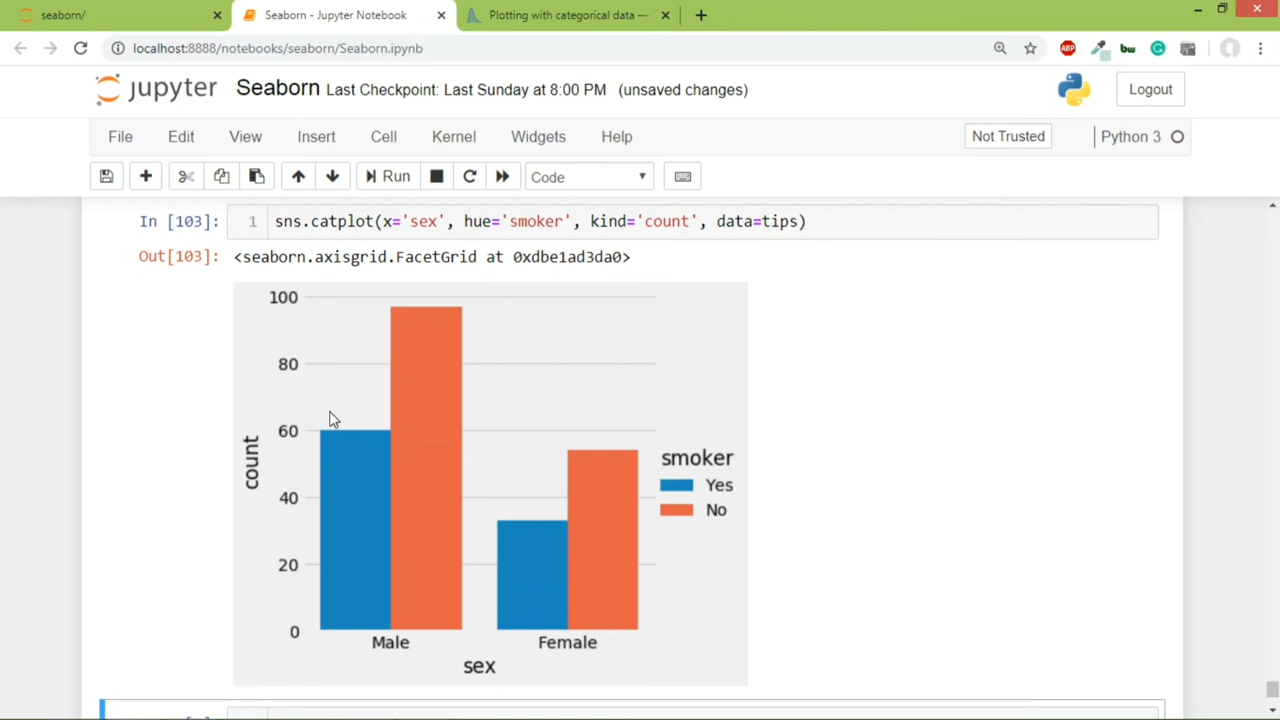 seaborn/
Seaborn - Jupyter Notebook
Plotting with categorical data —
localhost:8888/notebooks/seaborn/Seaborn.ipynb
ABP
bw
jupyter
Seaborn Last Checkpoint: Last Sunday at 8:00 PM (unsaved changes)
Logout
File Edit View Insert Cell Kernel Widgets Help
Not Trusted
Python 3
Run
Code
In [103]:
1 sns.catplot(x='sex', hue='smoker', kind='count', data=tips)
Out[103]:
<seaborn.axisgrid.FacetGrid at 0xdbe1ad3da0>
100
80
60
40
20
0
count
Male
Female
sex
smoker
Yes
No